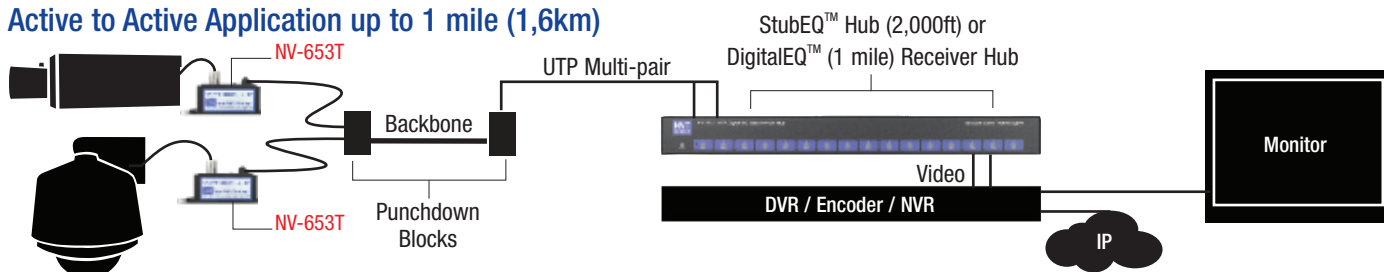 Active to Active Application up to 1 mile (1,6km)
NV-653T
StubEQ™ Hub (2,000ft) or
DigitalEQ™ (1 mile) Receiver Hub
UTP Multi-pair
Backbone
Monitor
Video
Punchdown
Blocks
NV-653T
DVR / Encoder / NVR
IP